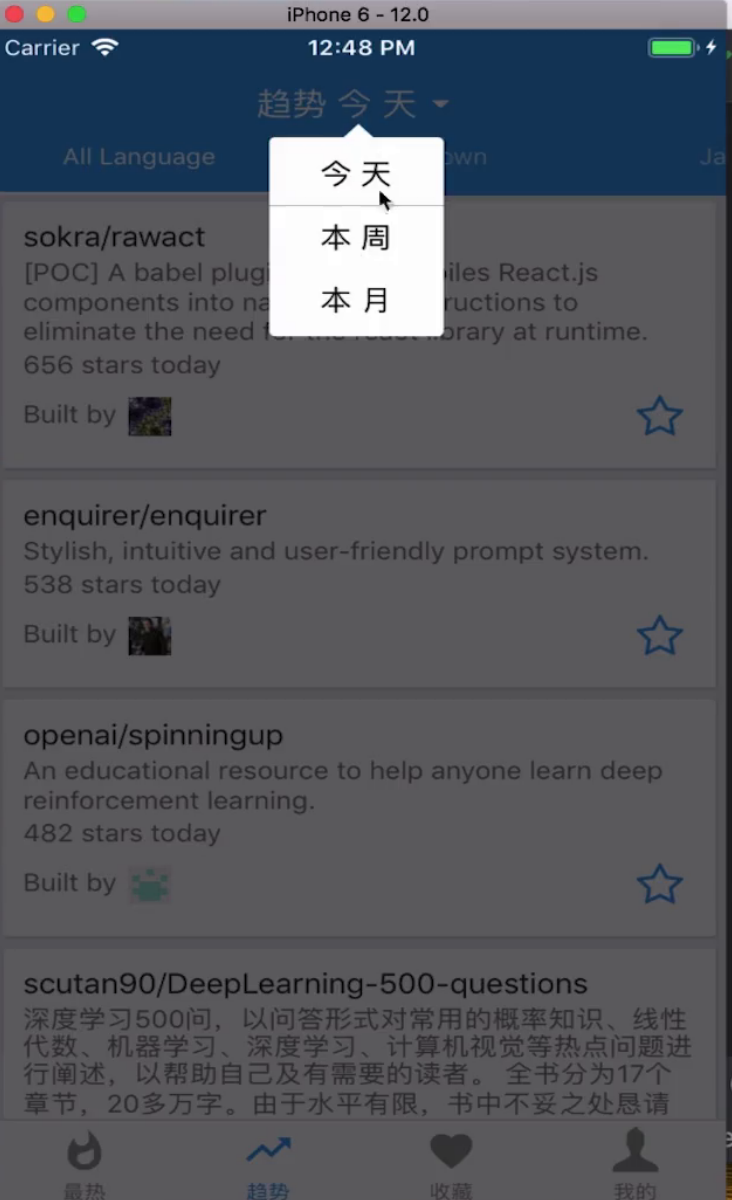 iPhone 6 - 12.0
Carrier 12:48 PM
趋势 今 天
All Language own Ja
今 天
本 周
本 月
sokra/rawact
[POC] A babel plugi iles React.js
components into na ructions to
eliminate the need for the react library at runtime.
656 stars today
Built by
enquirer/enquirer
Stylish, intuitive and user-friendly prompt system.
538 stars today
Built by
openai/spinningup
An educational resource to help anyone learn deep
reinforcement learning.
482 stars today
Built by
scutan90/DeepLearning-500-questions
深度学习500问，以问答形式对常用的概率知识、线性
代数、机器学习、深度学习、计算机视觉等热点问题进
行阐述，以帮助自己及有需要的读者。 全书分为17个
章节，20多万字。由于水平有限，书中不妥之处恳请
最热 趋势 收藏 我的